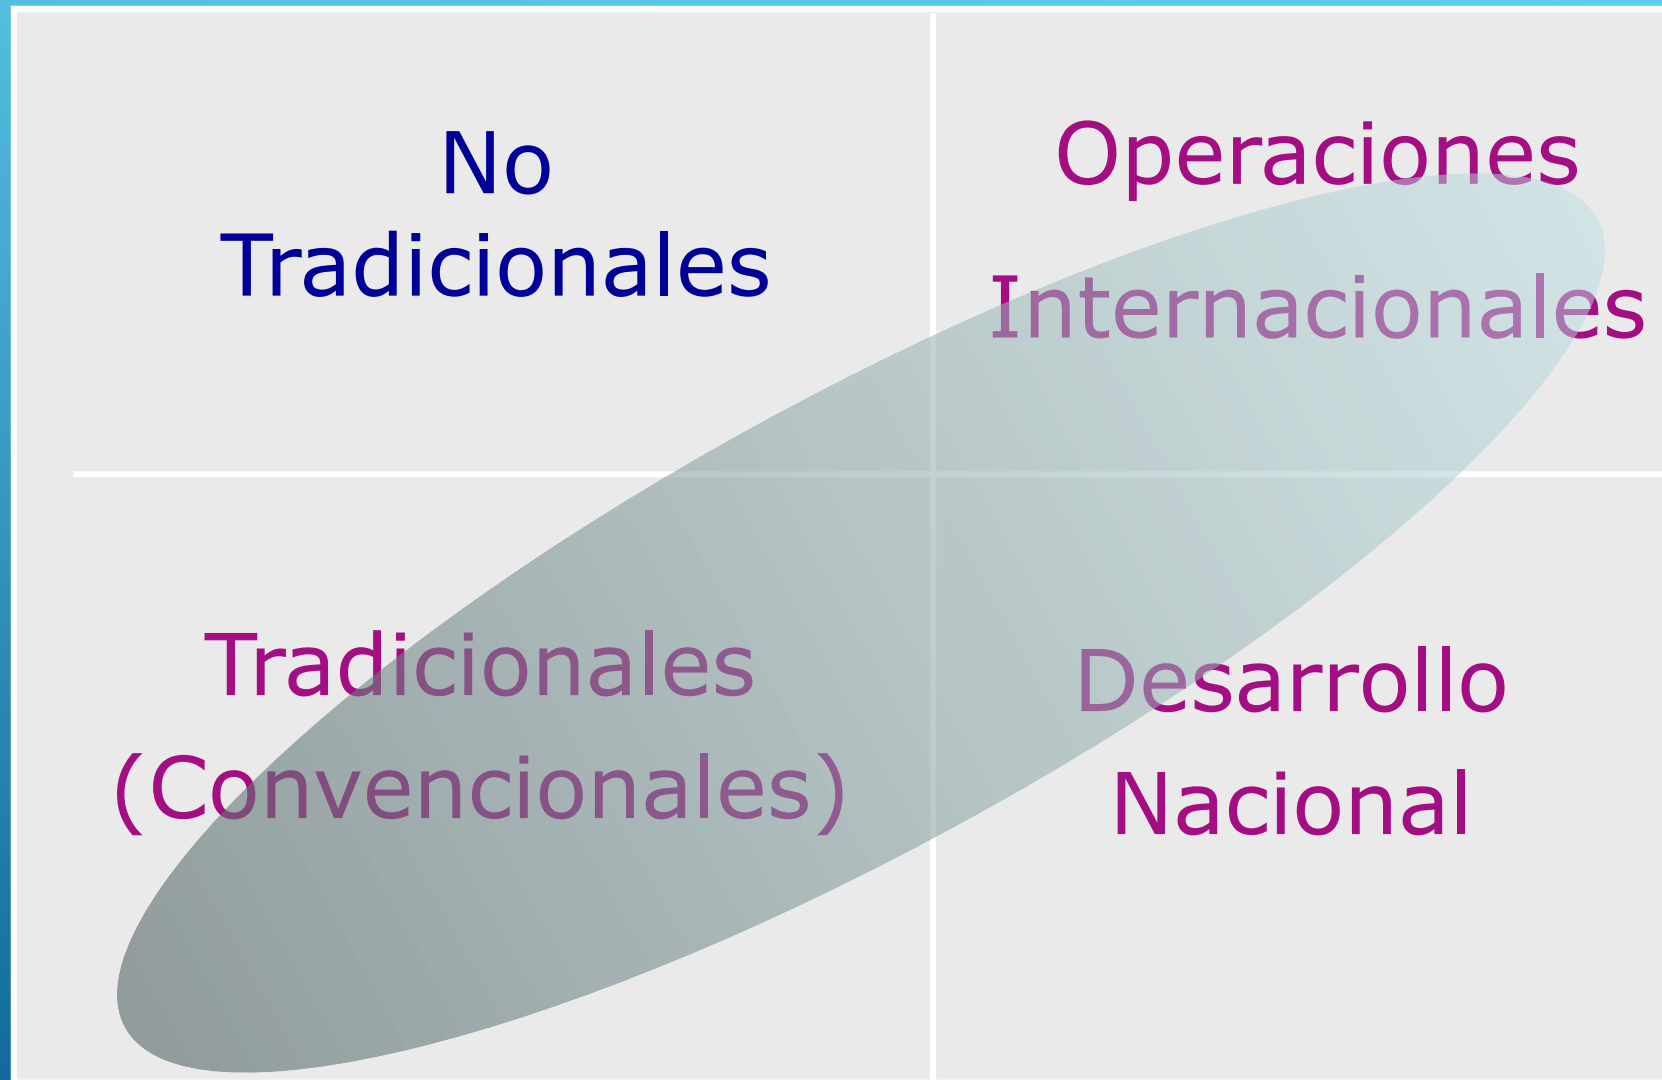 No
Tradicionales
Operaciones
Internacionales
Tradicionales
(Convencionales)
Desarrollo
Nacional